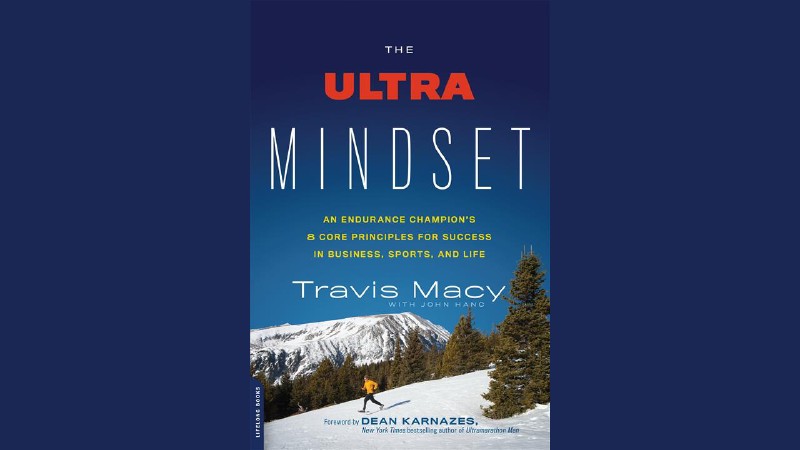 THE
ULTRA
MINDSET
AN ENDURANCE CHAMPION'S
8 CORE PRINCIPLES FOR SUCCESS
IN BUSINESS, SPORTS, AND LIFE
Travis Macy
WITH JOHN HANC
LIFELONG BOOKS
Foreword by DEAN KARNAZES,
New York Times bestselling author of Ultramarathon Man